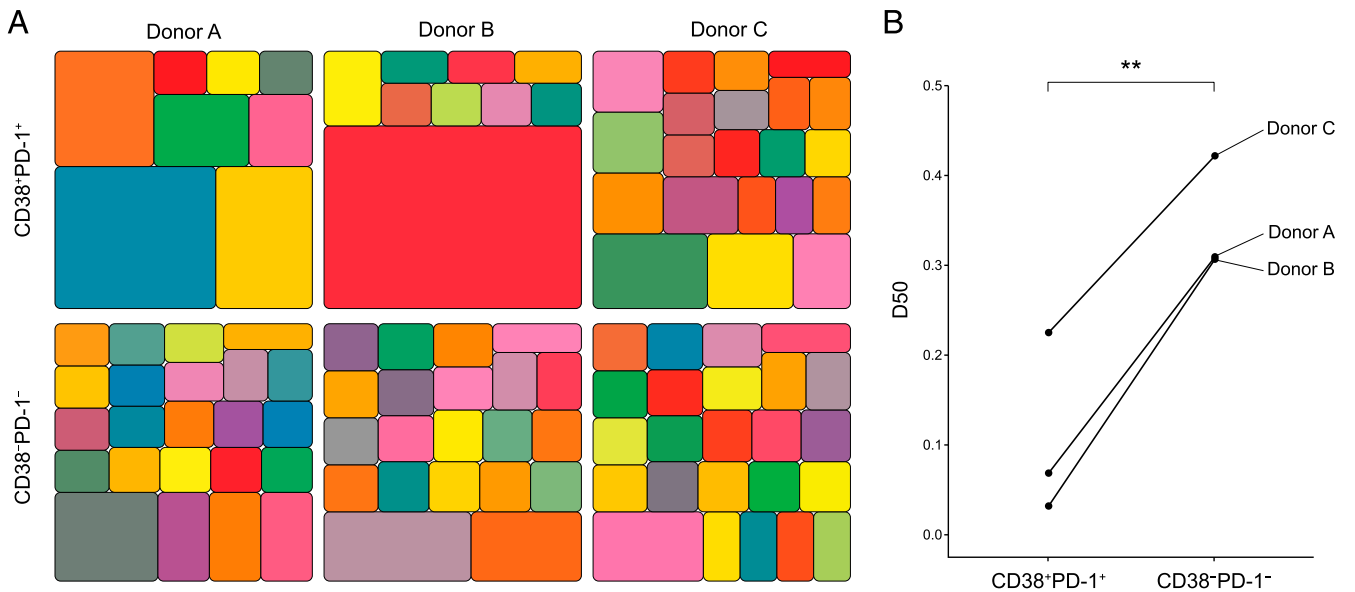 A
Donor A
Donor B
Donor C
CD38⁺PD-1⁺
CD38⁻PD-1⁻
B
**
0.5
0.4
0.3
0.2
0.1
0.0
D50
Donor C
Donor A
Donor B
CD38⁺PD-1⁺
CD38⁻PD-1⁻